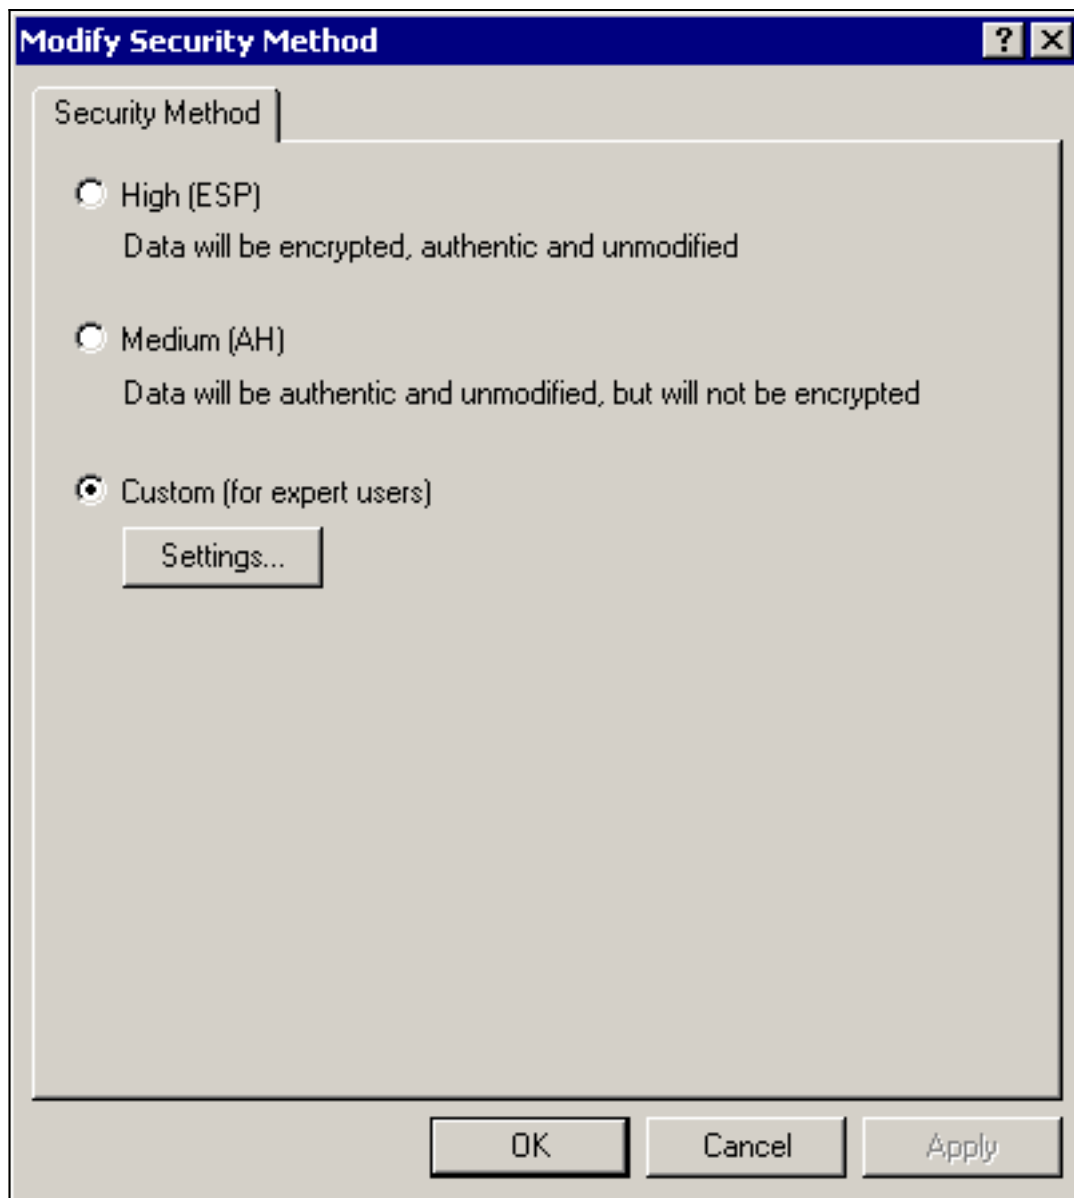 Modify Security Method
Security Method
High (ESP)
Data will be encrypted, authentic and unmodified
Medium (AH)
Data will be authentic and unmodified, but will not be encrypted
Custom (for expert users)
Settings...
OK Cancel Apply